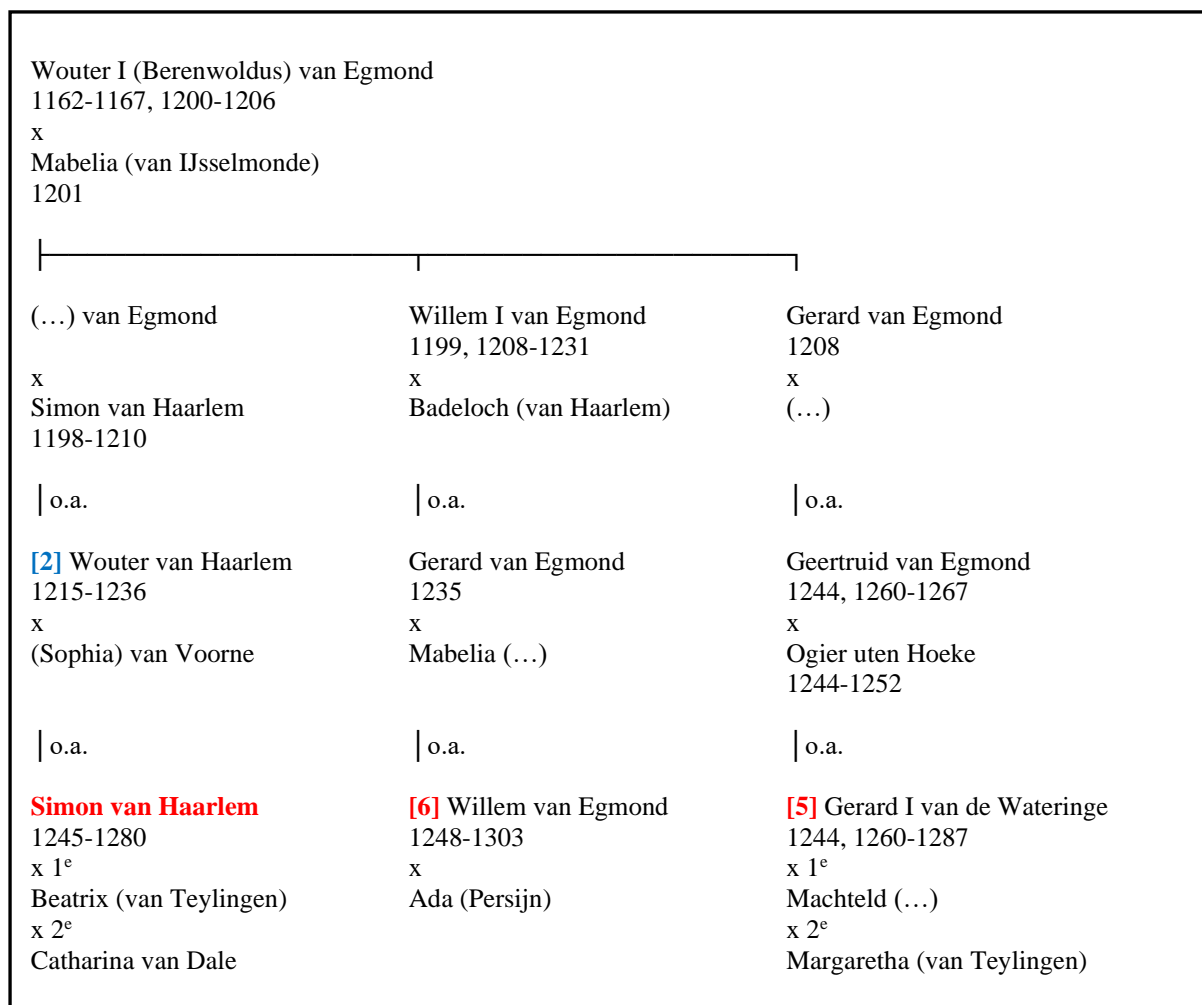 Wouter I (Berenwoldus) van Egmond
1162-1167, 1200-1206
x
Mabelia (van IJsselmonde)
1201
(…) van Egmond Willem I van Egmond Gerard van Egmond
1199, 1208-1231 1208
x x x
Simon van Haarlem Badeloch (van Haarlem) (…)
1198-1210
o.a. o.a. o.a.
[2] Wouter van Haarlem Gerard van Egmond Geertruid van Egmond
1215-1236 1235 1244, 1260-1267
x x x
(Sophia) van Voorne Mabelia (…) Ogier uten Hoeke
1244-1252
o.a. o.a. o.a.
Simon van Haarlem [6] Willem van Egmond [5] Gerard I van de Wateringe
1245-1280 1248-1303 1244, 1260-1287
x 1e x x 1e
Beatrix (van Teylingen) Ada (Persijn) Machteld (…)
x 2e x 2e
Catharina van Dale Margaretha (van Teylingen)